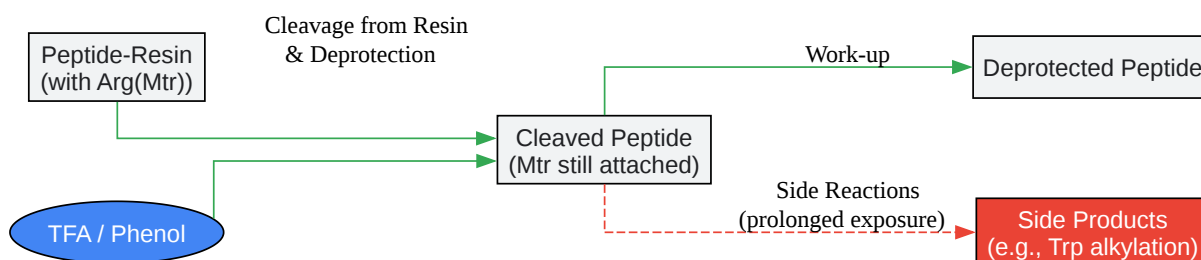 Cleavage from Resin
& Deprotection
Peptide-Resin
(with Arg(Mtr))
Work-up
Deprotected Peptide
Cleaved Peptide
(Mtr still attached)
TFA / Phenol
Side Reactions
(prolonged exposure)
Side Products
(e.g., Trp alkylation)